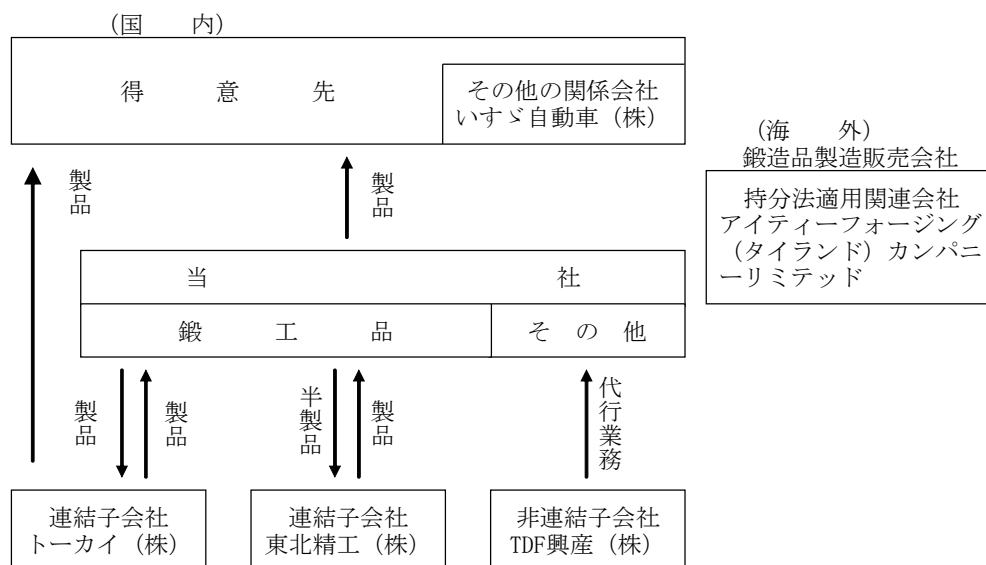 (国　　内)
得　　意　　先
その他の関係会社
いすゞ自動車（株）
(海　　外)
鍛造品製造販売会社
持分法適用関連会社
アイティーフォージング
（タイランド）カンパニ
ーリミテッド
製品
製品
当　　　　社
鍛　　工　　品
そ　の　他
製品
製品
半製品
製品
代行業務
連結子会社
トーカイ（株）
連結子会社
東北精工（株）
非連結子会社
TDF興産（株）